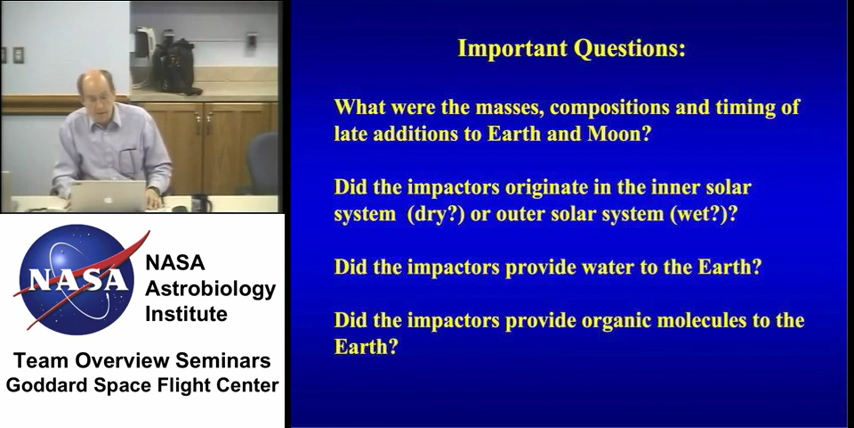 Important Questions:
What were the masses, compositions and timing of
late additions to Earth and Moon?
Did the impactors originate in the inner solar
system (dry?) or outer solar system (wet?)?
Did the impactors provide water to the Earth?
Did the impactors provide organic molecules to the
Earth?
NASA
NASA
Astrobiology
Institute
Team Overview Seminars
Goddard Space Flight Center